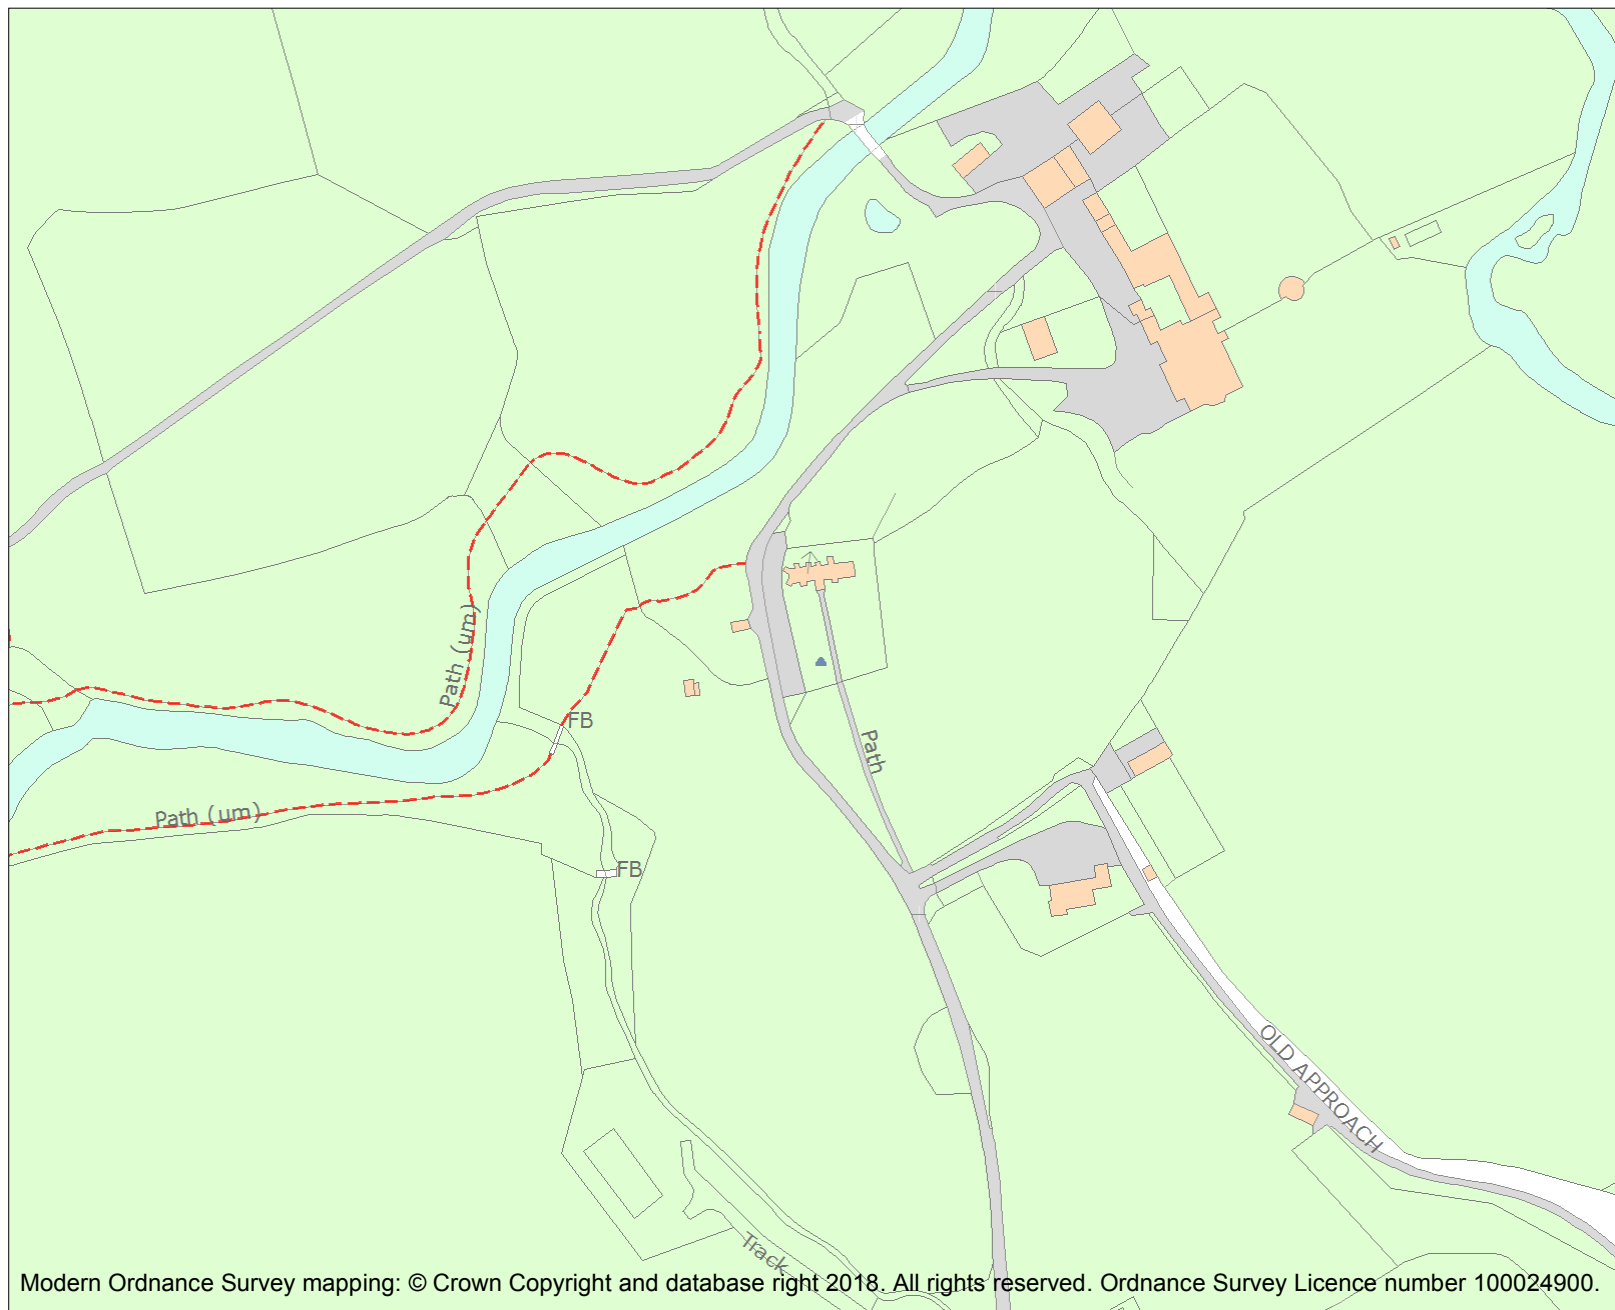 Path (um)
FB
Path
Path (um)
FB
OLD APPROACH
Track
Modern Ordnance Survey mapping: © Crown Copyright and database right 2018. All rights reserved. Ordnance Survey Licence number 100024900.